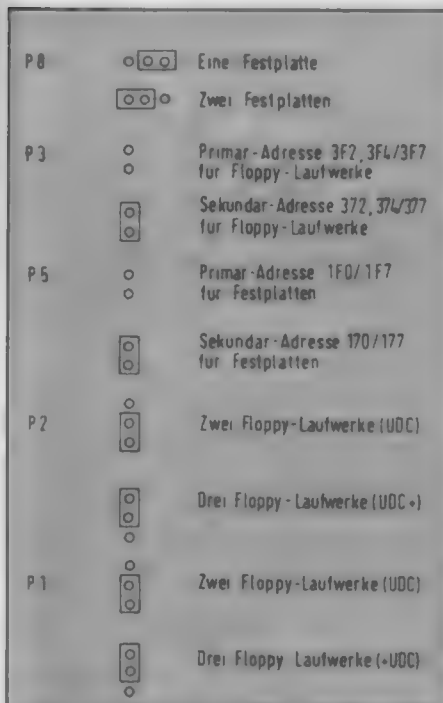 P8 Eine Festplatte
Zwei Festplatten
P3 Primar-Adresse 3F2, 3F4/3F7
fur Floppy-Laufwerke
Sekundar-Adresse 372, 374/377
fur Floppy-Laufwerke
P5 Primar-Adresse 1F0/1F7
fur Festplatten
Sekundar-Adresse 170/177
fur Festplatten
P2 Zwei Floppy-Laufwerke (UDC)
Drei Floppy-Laufwerke (UDC+)
P1 Zwei Floppy-Laufwerke (UDC)
Drei Floppy Laufwerke (+UDC)